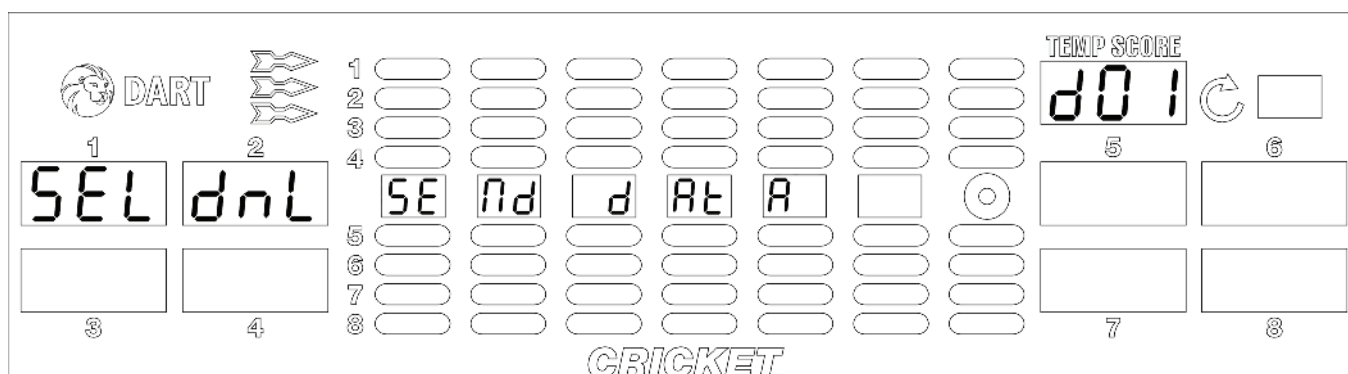 TEMP SCORE
DART
d01
1 2 5 6
SEL dnL
SE Nd d At A
3 4 7 8
1
2
3
4
5
6
7
8
CRICKET